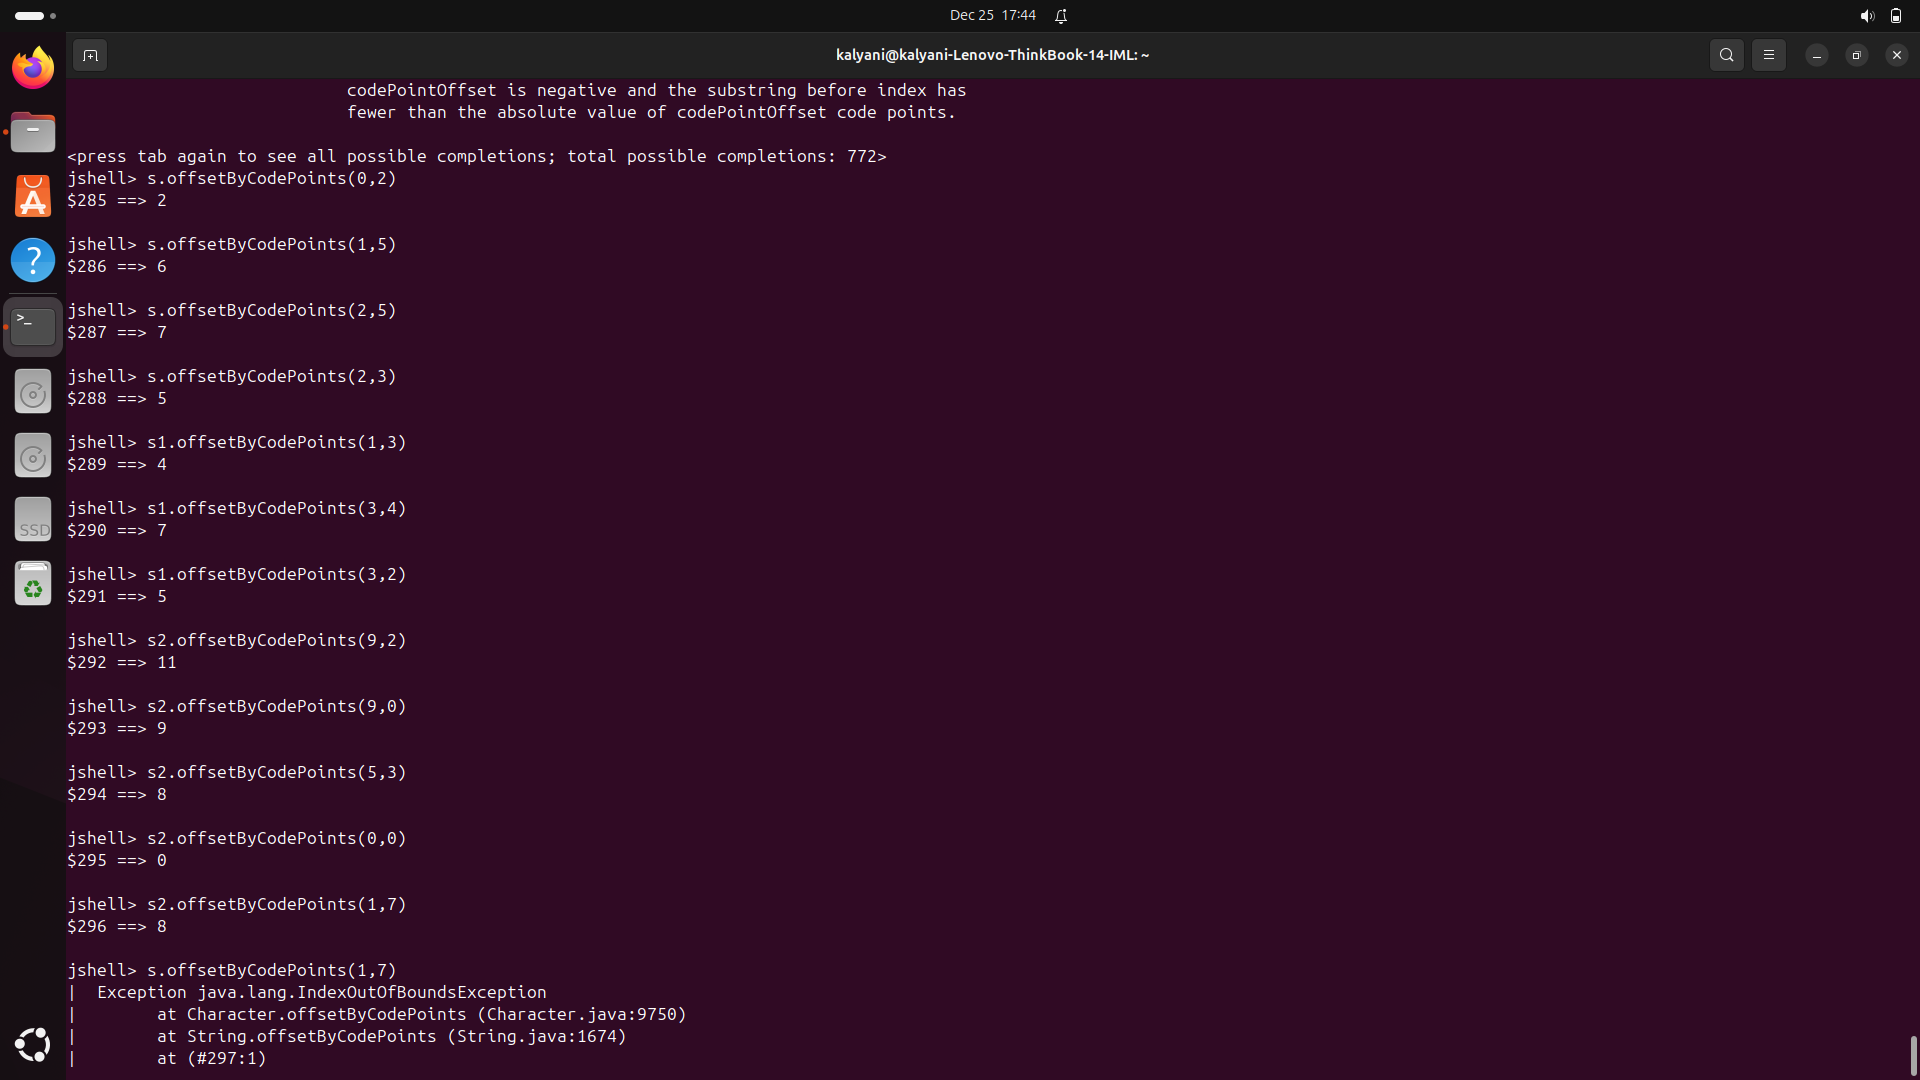 Dec 25 17:44
kalyani@kalyani-Lenovo-ThinkBook-14-IML: ~
codePointOffset is negative and the substring before index has
fewer than the absolute value of codePointOffset code points.
<press tab again to see all possible completions; total possible completions: 772>
jshell> s.offsetByCodePoints(0,2)
$285 ==> 2
jshell> s.offsetByCodePoints(1,5)
$286 ==> 6
jshell> s.offsetByCodePoints(2,5)
$287 ==> 7
jshell> s.offsetByCodePoints(2,3)
$288 ==> 5
jshell> s1.offsetByCodePoints(1,3)
$289 ==> 4
jshell> s1.offsetByCodePoints(3,4)
$290 ==> 7
jshell> s1.offsetByCodePoints(3,2)
$291 ==> 5
jshell> s2.offsetByCodePoints(9,2)
$292 ==> 11
jshell> s2.offsetByCodePoints(9,0)
$293 ==> 9
jshell> s2.offsetByCodePoints(5,3)
$294 ==> 8
jshell> s2.offsetByCodePoints(0,0)
$295 ==> 0
jshell> s2.offsetByCodePoints(1,7)
$296 ==> 8
jshell> s.offsetByCodePoints(1,7)
|  Exception java.lang.IndexOutOfBoundsException
|        at Character.offsetByCodePoints (Character.java:9750)
|        at String.offsetByCodePoints (String.java:1674)
|        at (#297:1)
SSD